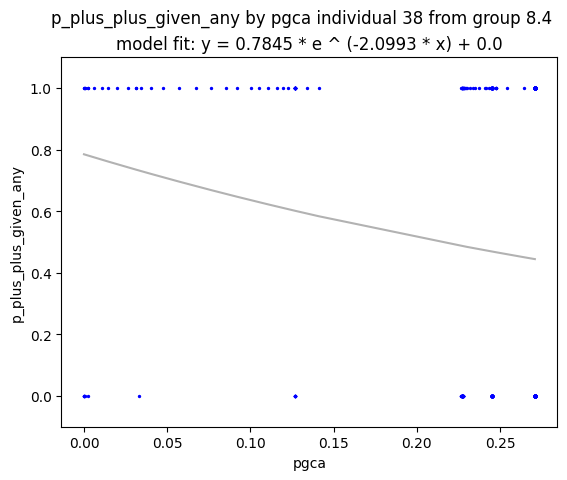 p_plus_plus_given_any by pgca individual 38 from group 8.4
model fit: y = 0.7845 * e ^ (-2.0993 * x) + 0.0
1.0
0.8
0.6
0.4
0.2
0.0
p_plus_plus_given_any
0.00 0.05 0.10 0.15 0.20 0.25
pgca